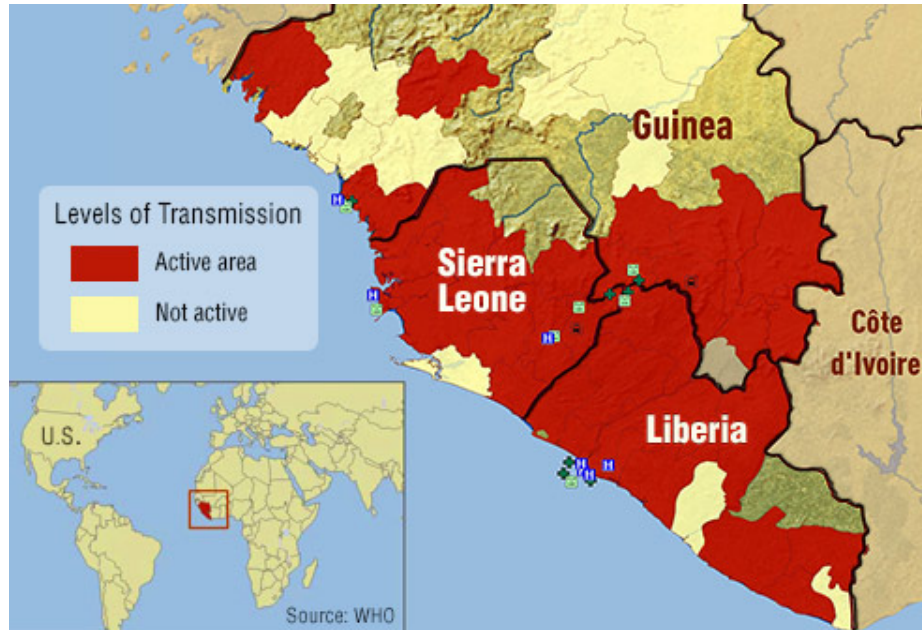 Guinea
Levels of Transmission
Active area
Not active
Sierra
Leone
Côte
d'Ivoire
Liberia
U.S.
Source: WHO
H
H
H
H
H
H